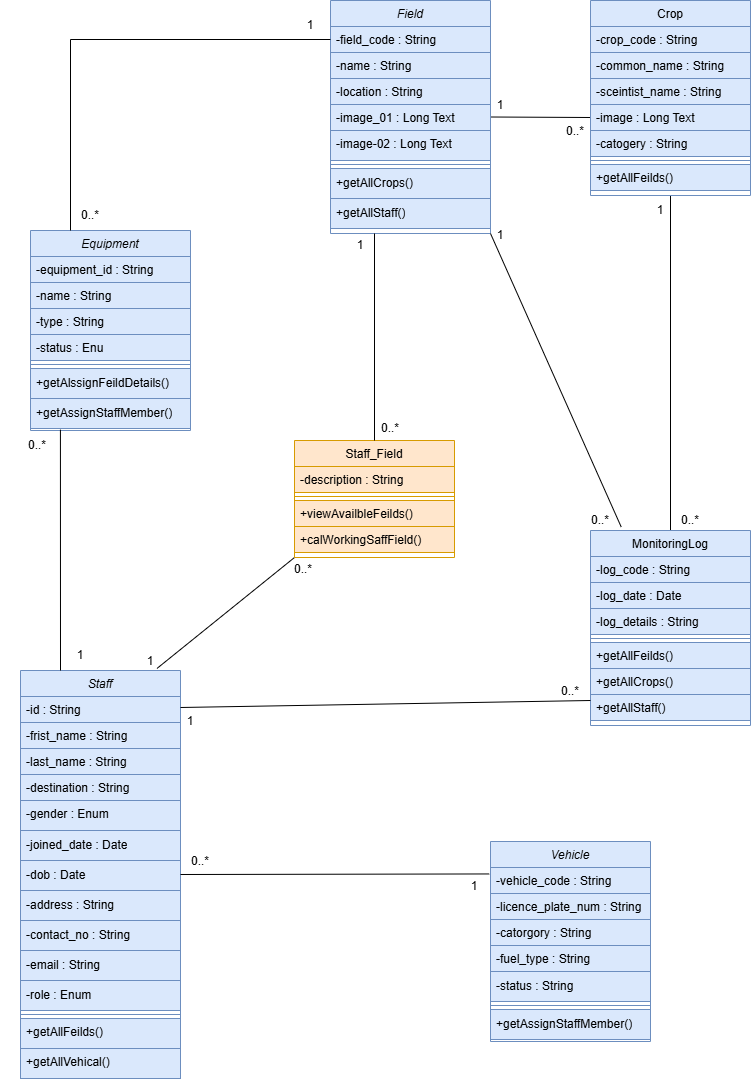 Field
-field_code : String
-name : String
-location : String
-image_01 : Long Text
-image-02 : Long Text
+getAllCrops()
+getAllStaff()
Crop
-crop_code : String
-common_name : String
-sceintist_name : String
-image : Long Text
-catogery : String
+getAllFeilds()
1
1
0..*
0..*
1
1
1
Equipment
-equipment_id : String
-name : String
-type : String
-status : Enu
+getAlssignFeildDetails()
+getAssignStaffMember()
0..*
0..*
Staff_Field
-description : String
+viewAvailbleFeilds()
+calWorkingSaffField()
0..*
0..*
0..*
MonitoringLog
-log_code : String
-log_date : Date
-log_details : String
+getAllFeilds()
+getAllCrops()
+getAllStaff()
1
1
0..*
1
Staff
-id : String
-frist_name : String
-last_name : String
-destination : String
-gender : Enum
-joined_date : Date
-dob : Date
-address : String
-contact_no : String
-email : String
-role : Enum
+getAllFeilds()
+getAllVehical()
0..*
1
Vehicle
-vehicle_code : String
-licence_plate_num : String
-catorgory : String
-fuel_type : String
-status : String
+getAssignStaffMember()